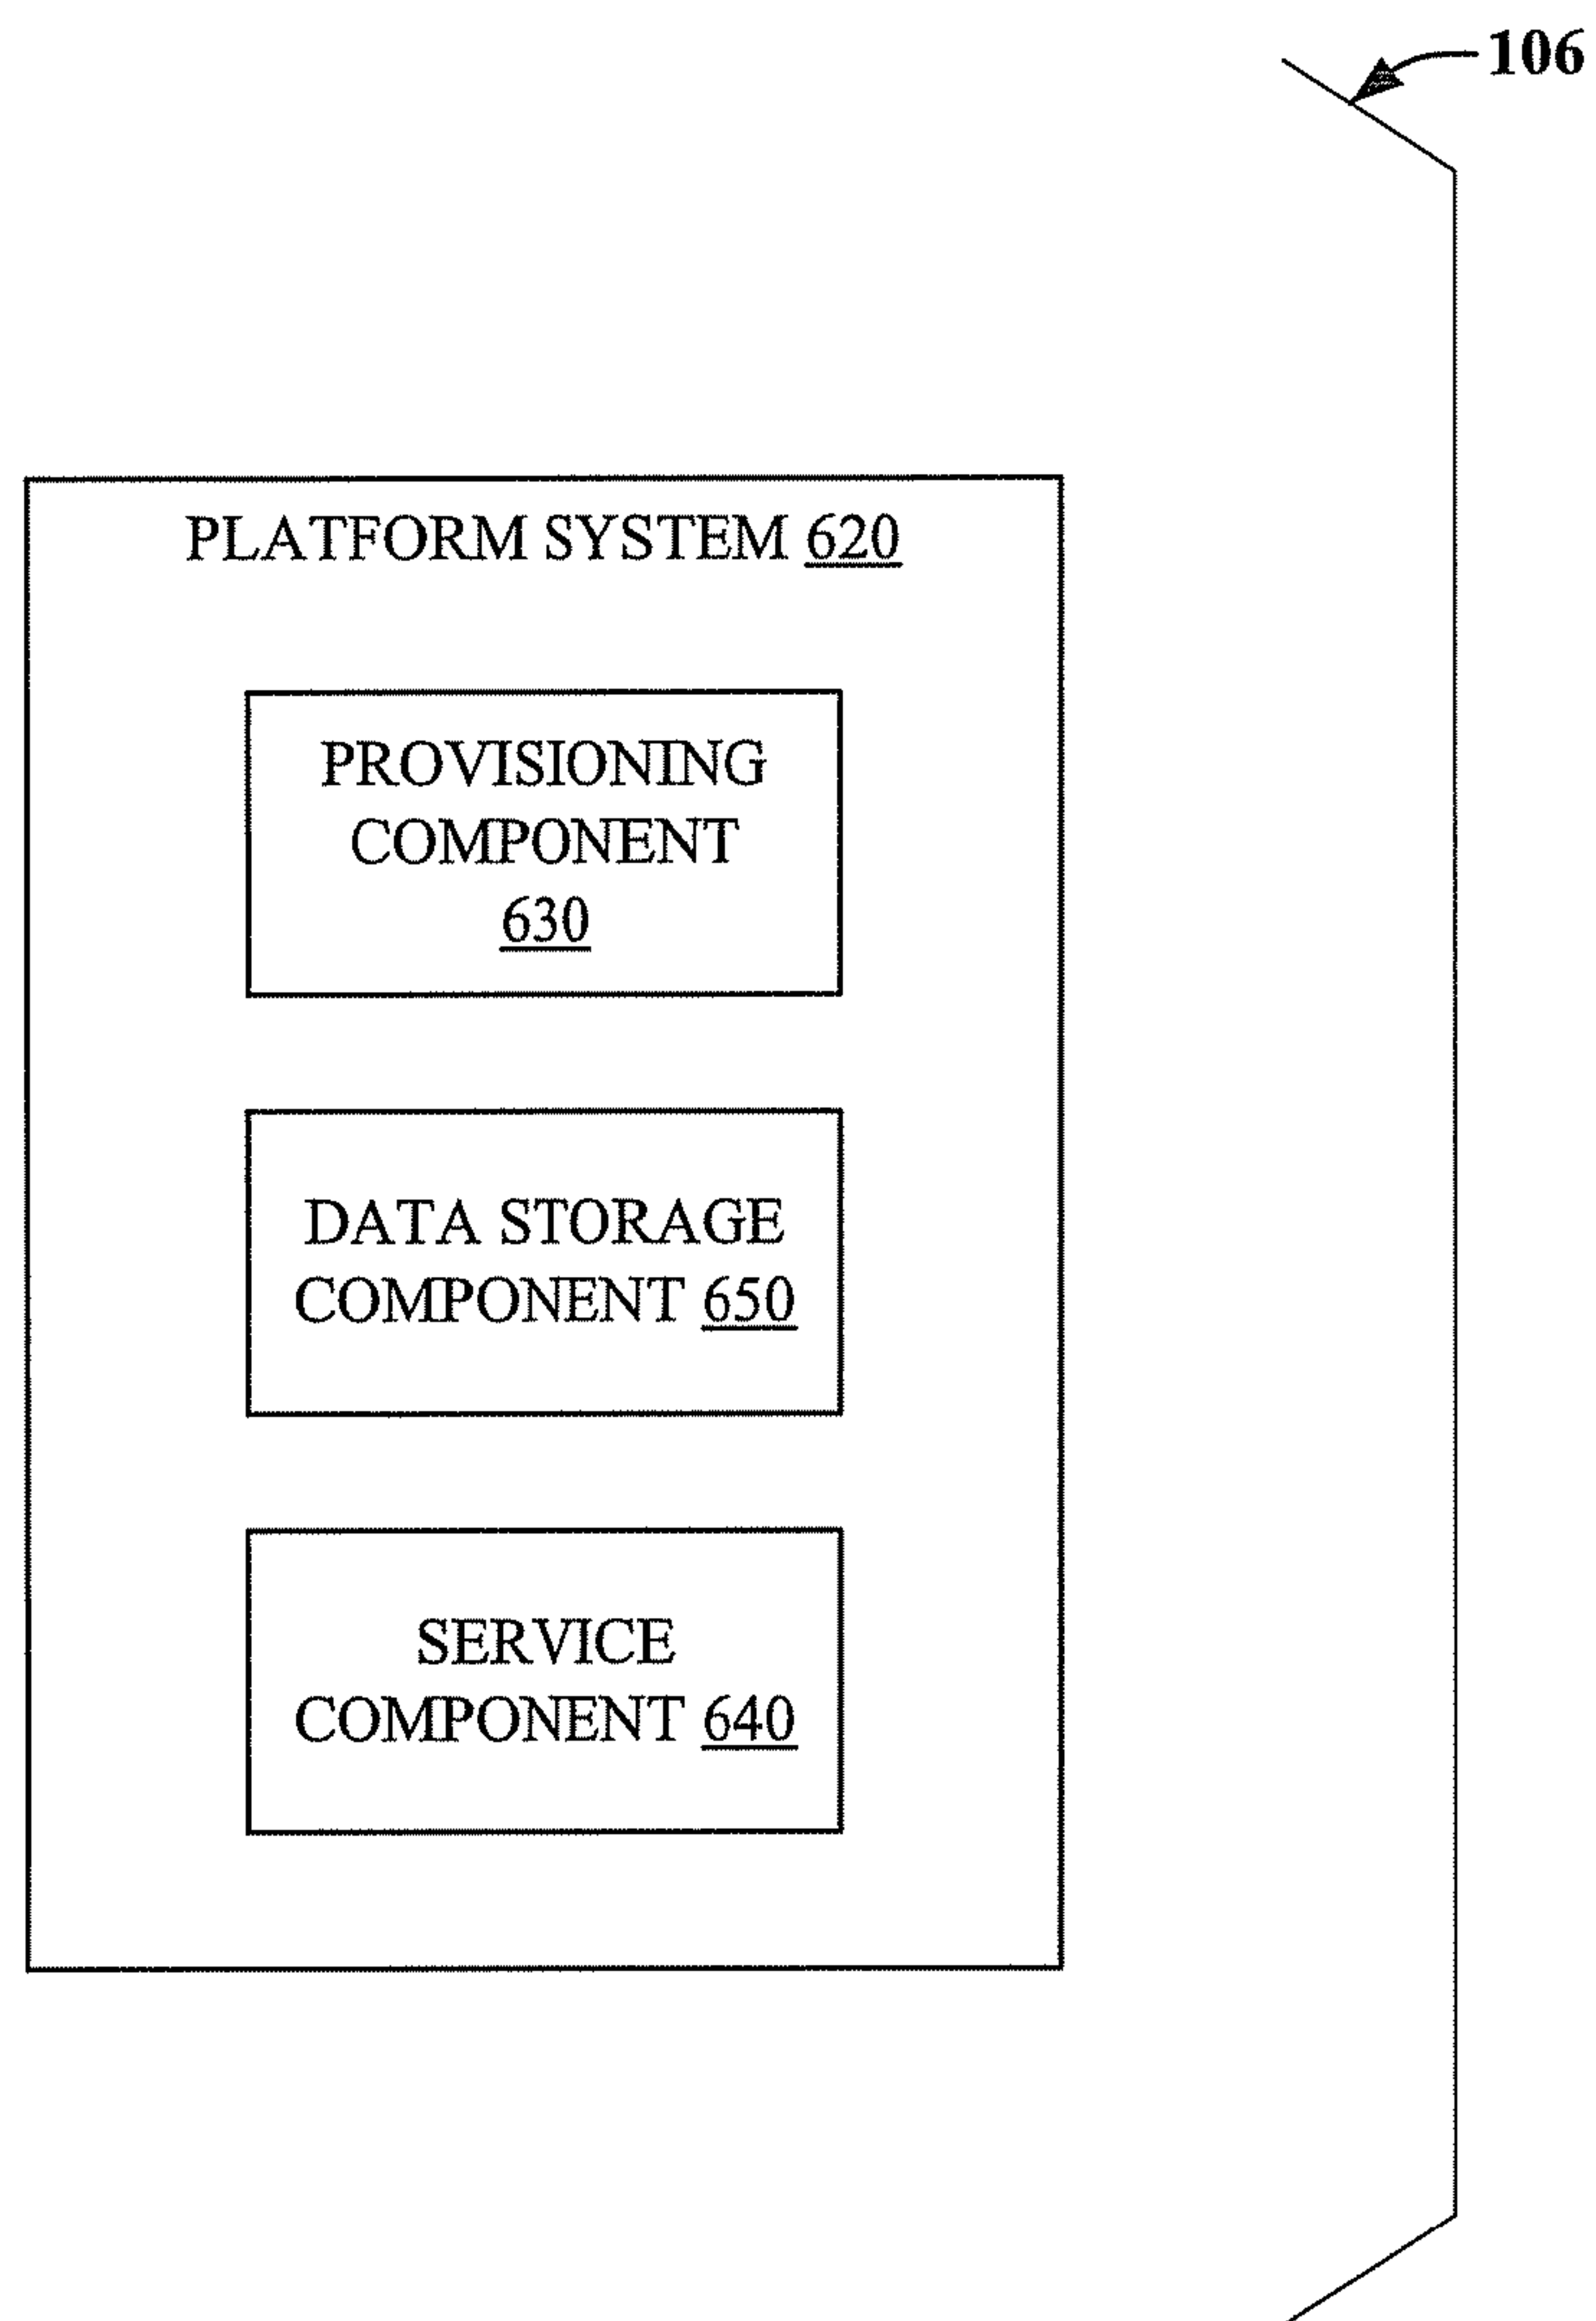 106
PLATFORM SYSTEM 620
PROVISIONING
COMPONENT
630
DATA STORAGE
COMPONENT 650
SERVICE
COMPONENT 640